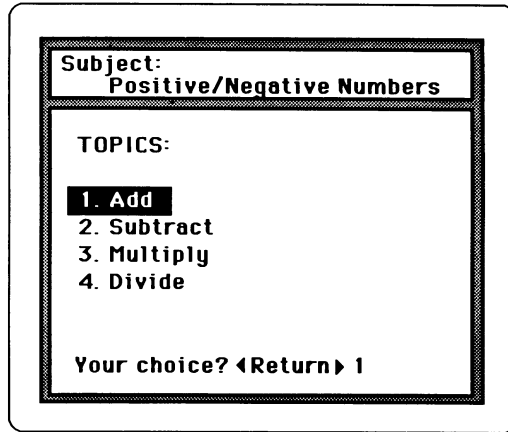 Subject:
Positive/Negative Numbers
TOPICS:
1. Add
2. Subtract
3. Multiply
4. Divide
Your choice? ◀Return▶ 1